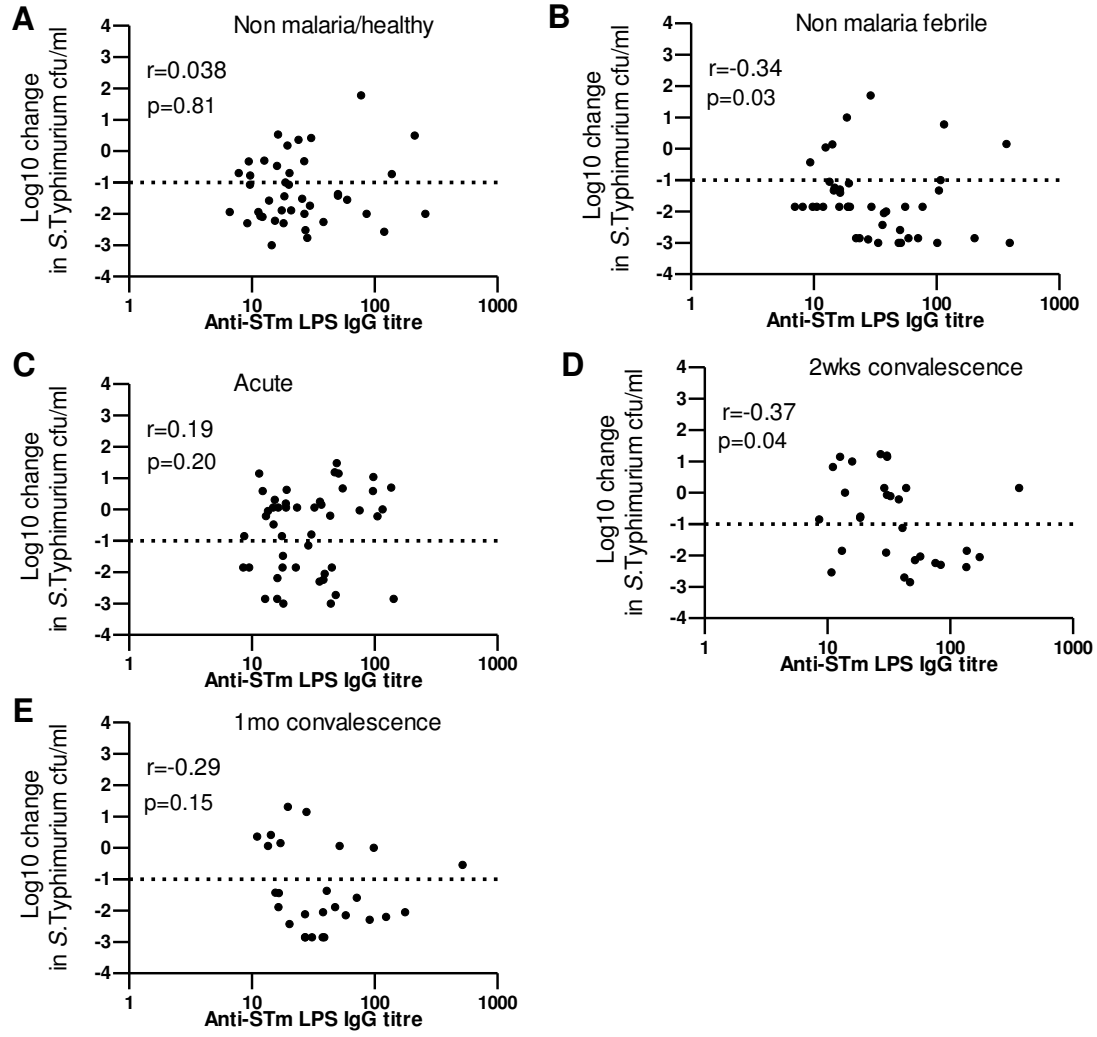 A
Non malaria/healthy
r=0.038
p=0.81
Log10 change
in S.Typhimurium cfu/ml
4
3
2
1
0
-1
-2
-3
-4
1 10 100 1000
Anti-STm LPS IgG titre
B
Non malaria febrile
r=-0.34
p=0.03
Log10 change
in S.Typhimurium cfu/ml
4
3
2
1
0
-1
-2
-3
-4
1 10 100 1000
Anti-STm LPS IgG titre
C
Acute
r=0.19
p=0.20
Log10 change
in S.Typhimurium cfu/ml
4
3
2
1
0
-1
-2
-3
-4
1 10 100 1000
Anti-STm LPS IgG titre
D
2wks convalescence
r=-0.37
p=0.04
Log10 change
in S.Typhimurium cfu/ml
4
3
2
1
0
-1
-2
-3
-4
1 10 100 1000
Anti-STm LPS IgG titre
E
1mo convalescence
r=-0.29
p=0.15
Log10 change
in S.Typhimurium cfu/ml
4
3
2
1
0
-1
-2
-3
-4
1 10 100 1000
Anti-STm LPS IgG titre